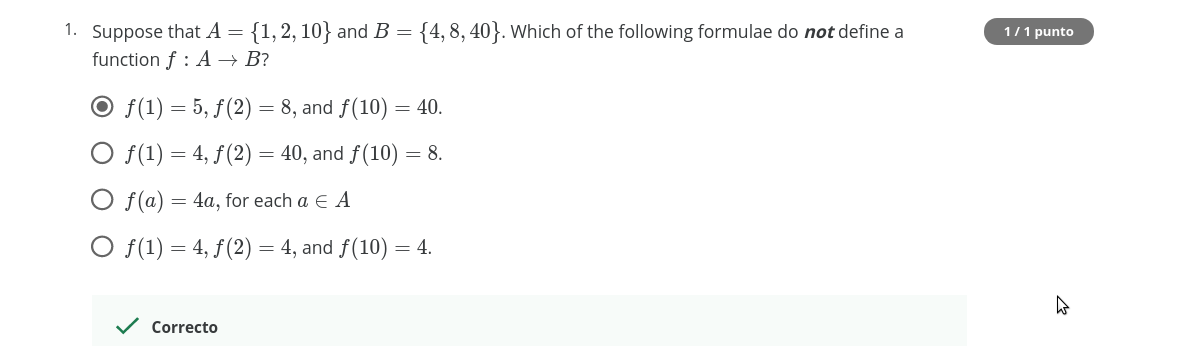 1. Suppose that A = {1, 2, 10} and B = {4, 8, 40}. Which of the following formulae do not define a
function f : A → B?
1 / 1 punto
f(1) = 5, f(2) = 8, and f(10) = 40.
f(1) = 4, f(2) = 40, and f(10) = 8.
f(a) = 4a, for each a ∈ A
f(1) = 4, f(2) = 4, and f(10) = 4.
Correcto